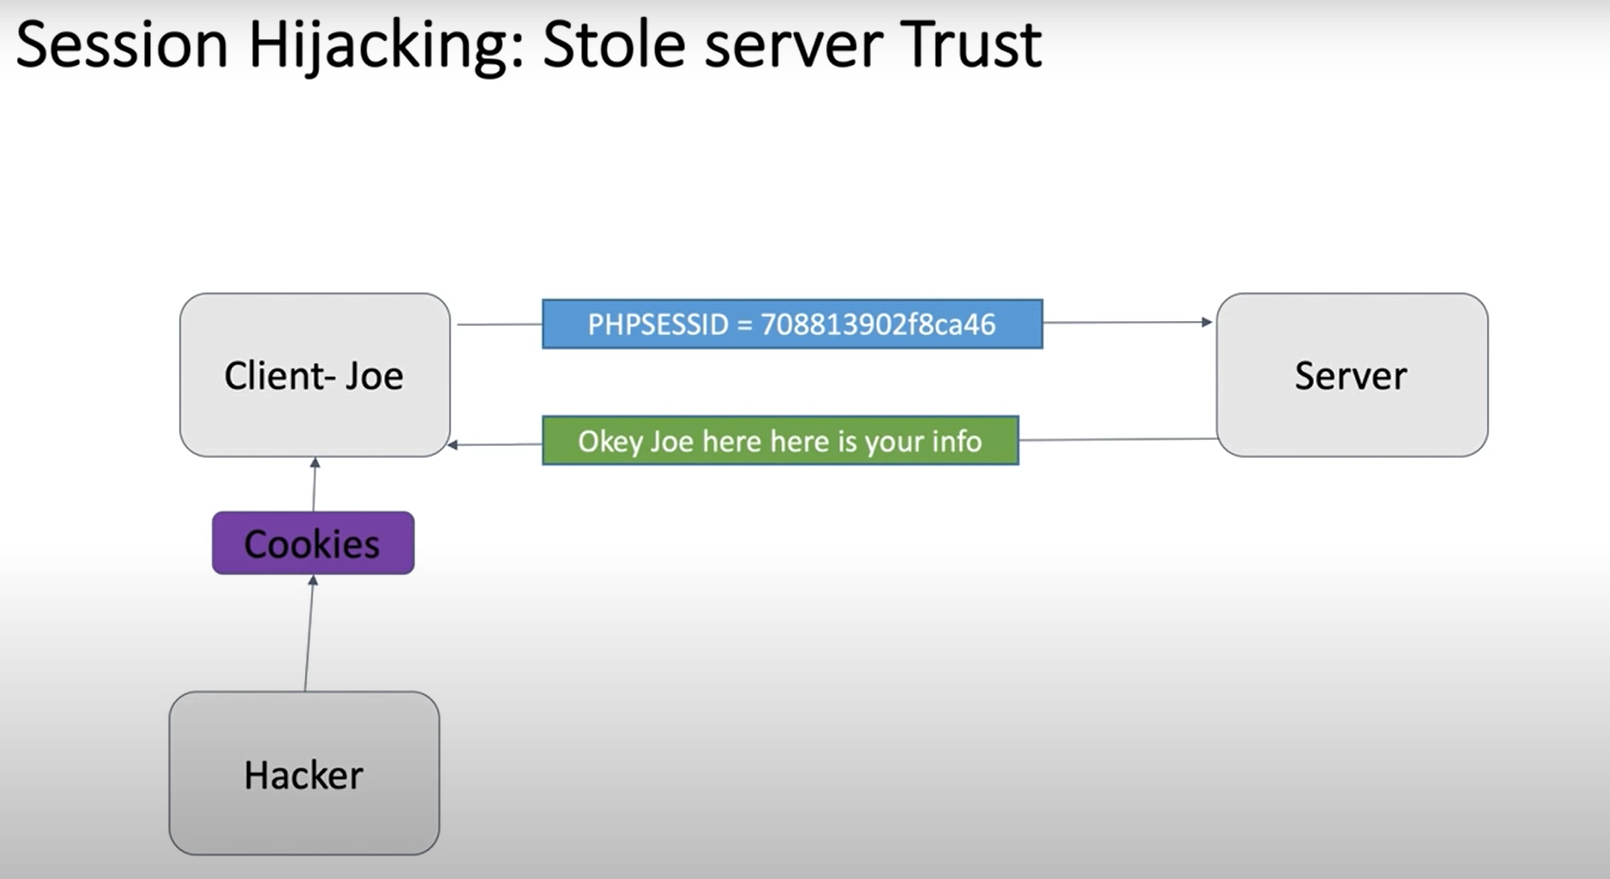 Session Hijacking: Stole server Trust
PHPSESSID = 708813902f8ca46
Client- Joe
Server
Okey Joe here here is your info
Cookies
Hacker